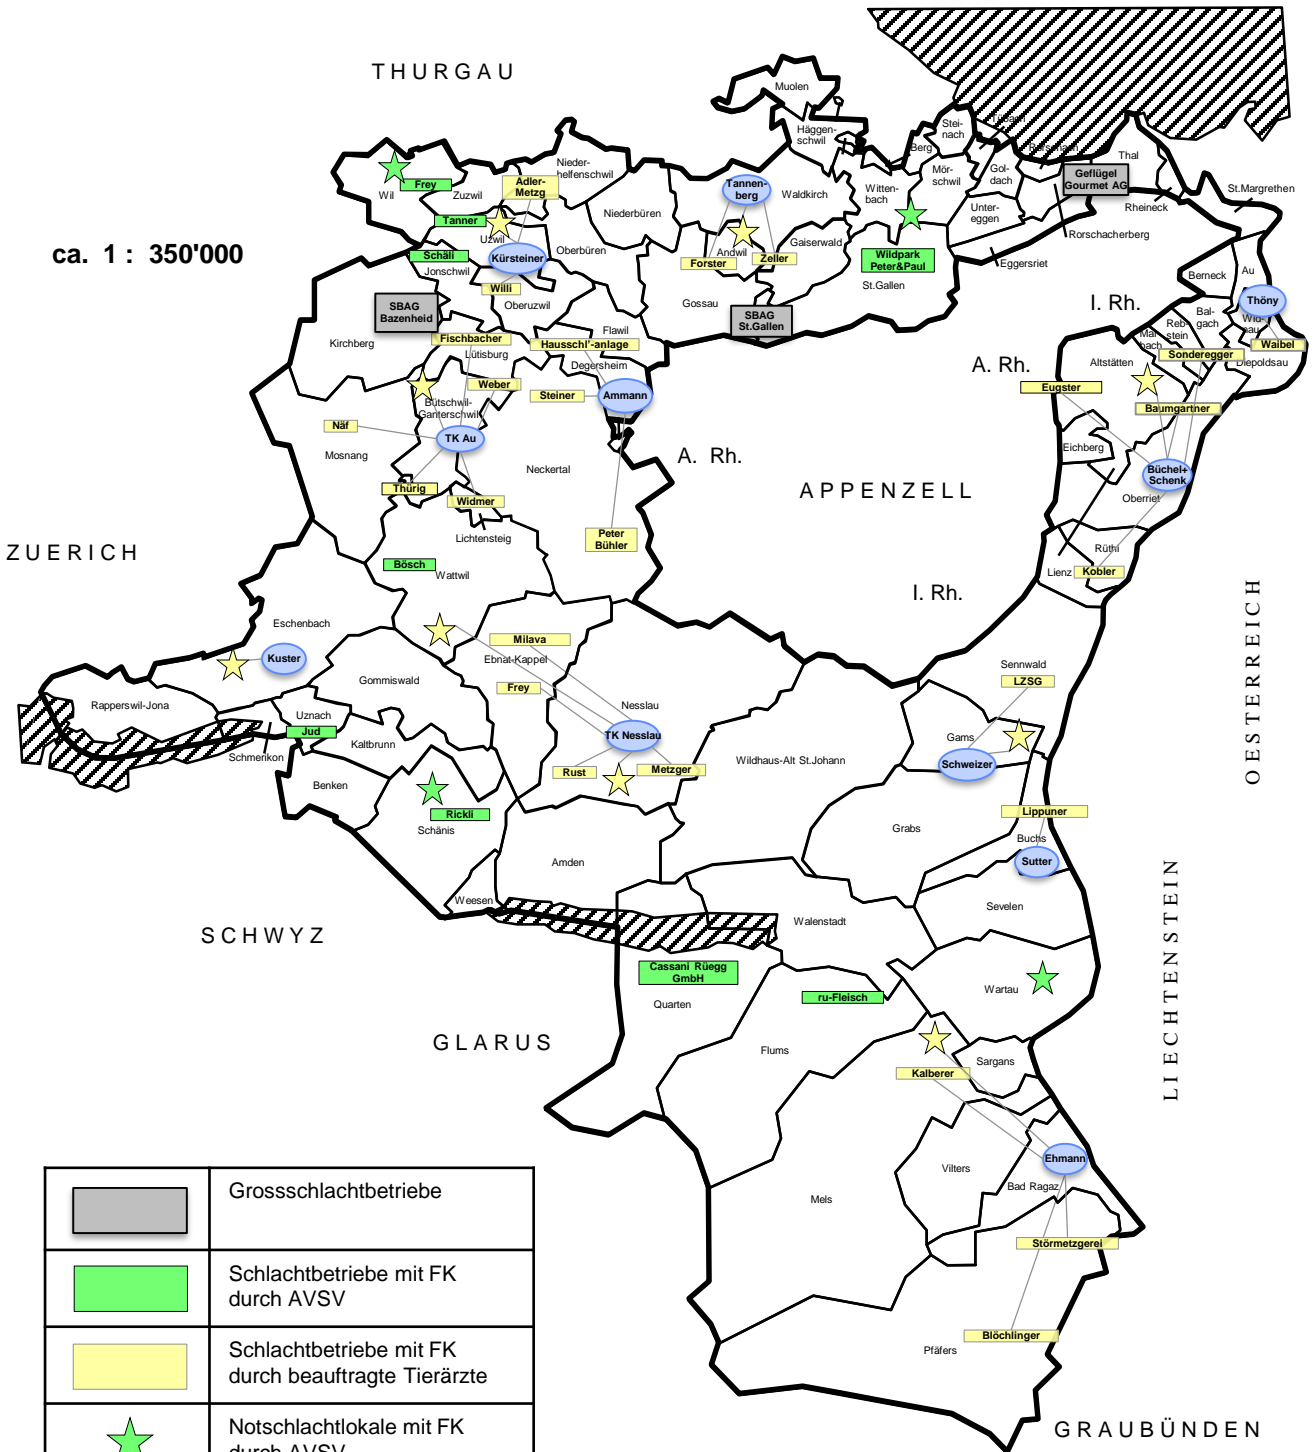 THURGAU
Muolen
Häggen-
schwil
Stei-
nach
Tübach
Berg
Rorschach
Thal
Mör-
schwil
Gol-
dach
Geflügel
Gourmet AG
St.Margrethen
Rheineck
Nieder-
helfenschwil
Frey
Wil
Zuzwil
Adler-
Metzg
Tannen-
berg
Waldkirch
Witten-
bach
Unter-
eggen
Rorschacherberg
Niederbüren
Tanner
Uzwil
Oberbüren
Gaiserwald
Andwil
Forster
Zeller
Wildpark
Peter&Paul
St.Gallen
Eggersriet
ca. 1 : 350'000
Schäli
Jonschwil
Kürsteiner
Willi
Oberuzwil
Gossau
SBAG
Bazenheid
SBAG
St.Gallen
Berneck
Au
I. Rh.
Thöny
Bal-
gach
Wid-
nau
Reb-
stein
Mar-
bach
Waibel
Kirchberg
Fischbacher
Lütisburg
Flawil
Hausschl'-anlage
Degersheim
Sonderegger
Diepoldsau
Altstätten
A. Rh.
Eugster
Weber
Steiner
Ammann
Baumgartner
Bütschwil-
Ganterschwil
Näf
TK Au
Mosnang
Neckertal
A. Rh.
Eichberg
Büchel+
Schenk
Oberriet
APPENZELL
Thürig
Widmer
Lichtensteig
Peter
Bühler
ZUERICH
Rüthi
Lienz
Kobler
Bösch
Wattwil
I. Rh.
OESTERREICH
Eschenbach
Milava
Ebnat-Kappel
Kuster
Sennwald
LZSG
Gommiswald
Frey
Rapperswil-Jona
Uznach
Nesslau
Jud
Kaltbrunn
TK Nesslau
Gams
Schmerikon
Wildhaus-Alt St.Johann
Schweizer
Rust
Metzger
Benken
Rickli
Schänis
Lippuner
Grabs
Buchs
Sutter
Amden
LIECHTENSTEIN
Weesen
Sevelen
Walenstadt
SCHWYZ
Cassani Rüegg
GmbH
Quarten
ru-Fleisch
Wartau
GLARUS
Flums
Sargans
Kalberer
Ehmann
Vilters
Bad Ragaz
Mels
Störmetzgerei
Blöchlinger
Pfäfers
GRAUBÜNDEN
Grossschlachtbetriebe
Schlachtbetriebe mit FK
durch AVSV
Schlachtbetriebe mit FK
durch beauftragte Tierärzte
Notschlachtlokale mit FK
durch AVSV